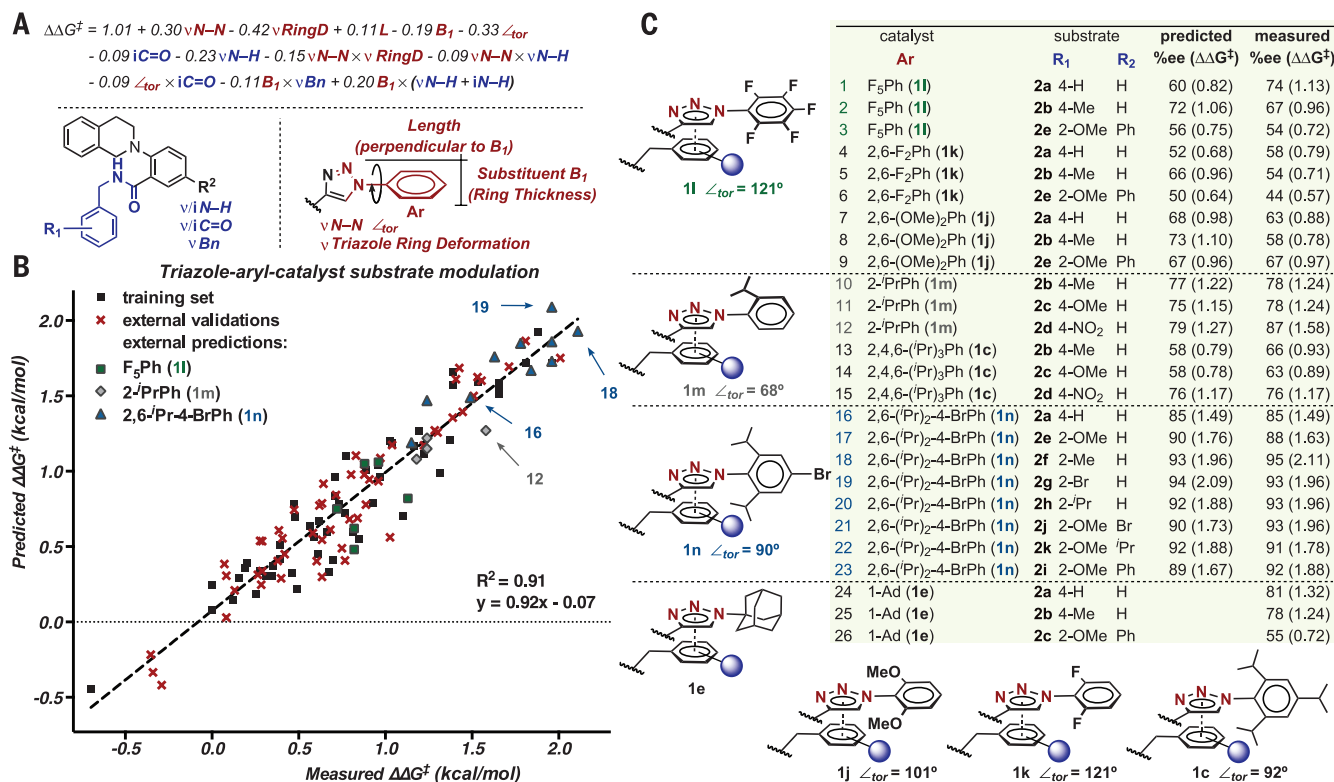 A
ΔΔG‡ = 1.01 + 0.30 νN–N - 0.42 νRingD + 0.11L - 0.19 B1 - 0.33 ∠tor
- 0.09 iC=O - 0.23 νN–H - 0.15 νN–N × ν RingD - 0.09 νN–N × νN–H
- 0.09 ∠tor × iC=O - 0.11 B1 × νBn + 0.20 B1 × (νN–H + iN–H)
N
H
N
O
R2
R1
ν/i N–H
ν/i C=O
ν Bn
Length
(perpendicular to B1)
Substituent B1
(Ring Thickness)
N N
N
Ar
ν N–N ∠tor
ν Triazole Ring Deformation
B
Triazole-aryl-catalyst substrate modulation
training set
external validations
external predictions:
F5Ph (1l)
2-iPrPh (1m)
2,6-iPr-4-BrPh (1n)
19
18
16
12
R2 = 0.91
y = 0.92x - 0.07
2.0
1.5
1.0
0.5
0.0
-0.5
Predicted ΔΔG‡ (kcal/mol)
-0.5 0.0 0.5 1.0 1.5 2.0
Measured ΔΔG‡ (kcal/mol)
C
catalyst substrate predicted measured
Ar R1 R2 %ee (ΔΔG‡) %ee (ΔΔG‡)
1 F5Ph (1l) 2a 4-H H 60 (0.82) 74 (1.13)
2 F5Ph (1l) 2b 4-Me H 72 (1.06) 67 (0.96)
3 F5Ph (1l) 2e 2-OMe Ph 56 (0.75) 54 (0.72)
4 2,6-F2Ph (1k) 2a 4-H H 52 (0.68) 58 (0.79)
5 2,6-F2Ph (1k) 2b 4-Me H 66 (0.96) 54 (0.71)
6 2,6-F2Ph (1k) 2e 2-OMe Ph 50 (0.64) 44 (0.57)
7 2,6-(OMe)2Ph (1j) 2a 4-H H 68 (0.98) 63 (0.88)
8 2,6-(OMe)2Ph (1j) 2b 4-Me H 73 (1.10) 58 (0.78)
9 2,6-(OMe)2Ph (1j) 2e 2-OMe Ph 67 (0.96) 67 (0.97)
10 2-iPrPh (1m) 2b 4-Me H 77 (1.22) 78 (1.24)
11 2-iPrPh (1m) 2c 4-OMe H 75 (1.15) 78 (1.24)
12 2-iPrPh (1m) 2d 4-NO2 H 79 (1.27) 87 (1.58)
13 2,4,6-(iPr)3Ph (1c) 2b 4-Me H 58 (0.79) 66 (0.93)
14 2,4,6-(iPr)3Ph (1c) 2c 4-OMe H 58 (0.78) 63 (0.89)
15 2,4,6-(iPr)3Ph (1c) 2d 4-NO2 H 76 (1.17) 76 (1.17)
16 2,6-(iPr)2-4-BrPh (1n) 2a 4-H H 85 (1.49) 85 (1.49)
17 2,6-(iPr)2-4-BrPh (1n) 2e 2-OMe H 90 (1.76) 88 (1.63)
18 2,6-(iPr)2-4-BrPh (1n) 2f 2-Me H 93 (1.96) 95 (2.11)
19 2,6-(iPr)2-4-BrPh (1n) 2g 2-Br H 94 (2.09) 93 (1.96)
20 2,6-(iPr)2-4-BrPh (1n) 2h 2-iPr H 92 (1.88) 93 (1.96)
21 2,6-(iPr)2-4-BrPh (1n) 2j 2-OMe Br 90 (1.73) 93 (1.96)
22 2,6-(iPr)2-4-BrPh (1n) 2k 2-OMe iPr 92 (1.88) 91 (1.78)
23 2,6-(iPr)2-4-BrPh (1n) 2i 2-OMe Ph 89 (1.67) 92 (1.88)
24 1-Ad (1e) 2a 4-H H 81 (1.32)
25 1-Ad (1e) 2b 4-Me H 78 (1.24)
26 1-Ad (1e) 2c 2-OMe Ph 55 (0.72)
N N N
F F F F F
1l ∠tor = 121º
N N N
1m ∠tor = 68º
N N N
Br
1n ∠tor = 90º
N N N
1e
MeO
N N N
OMe
1j ∠tor = 101º
F
N N N
F
1k ∠tor = 121º
N N N
1c ∠tor = 92º